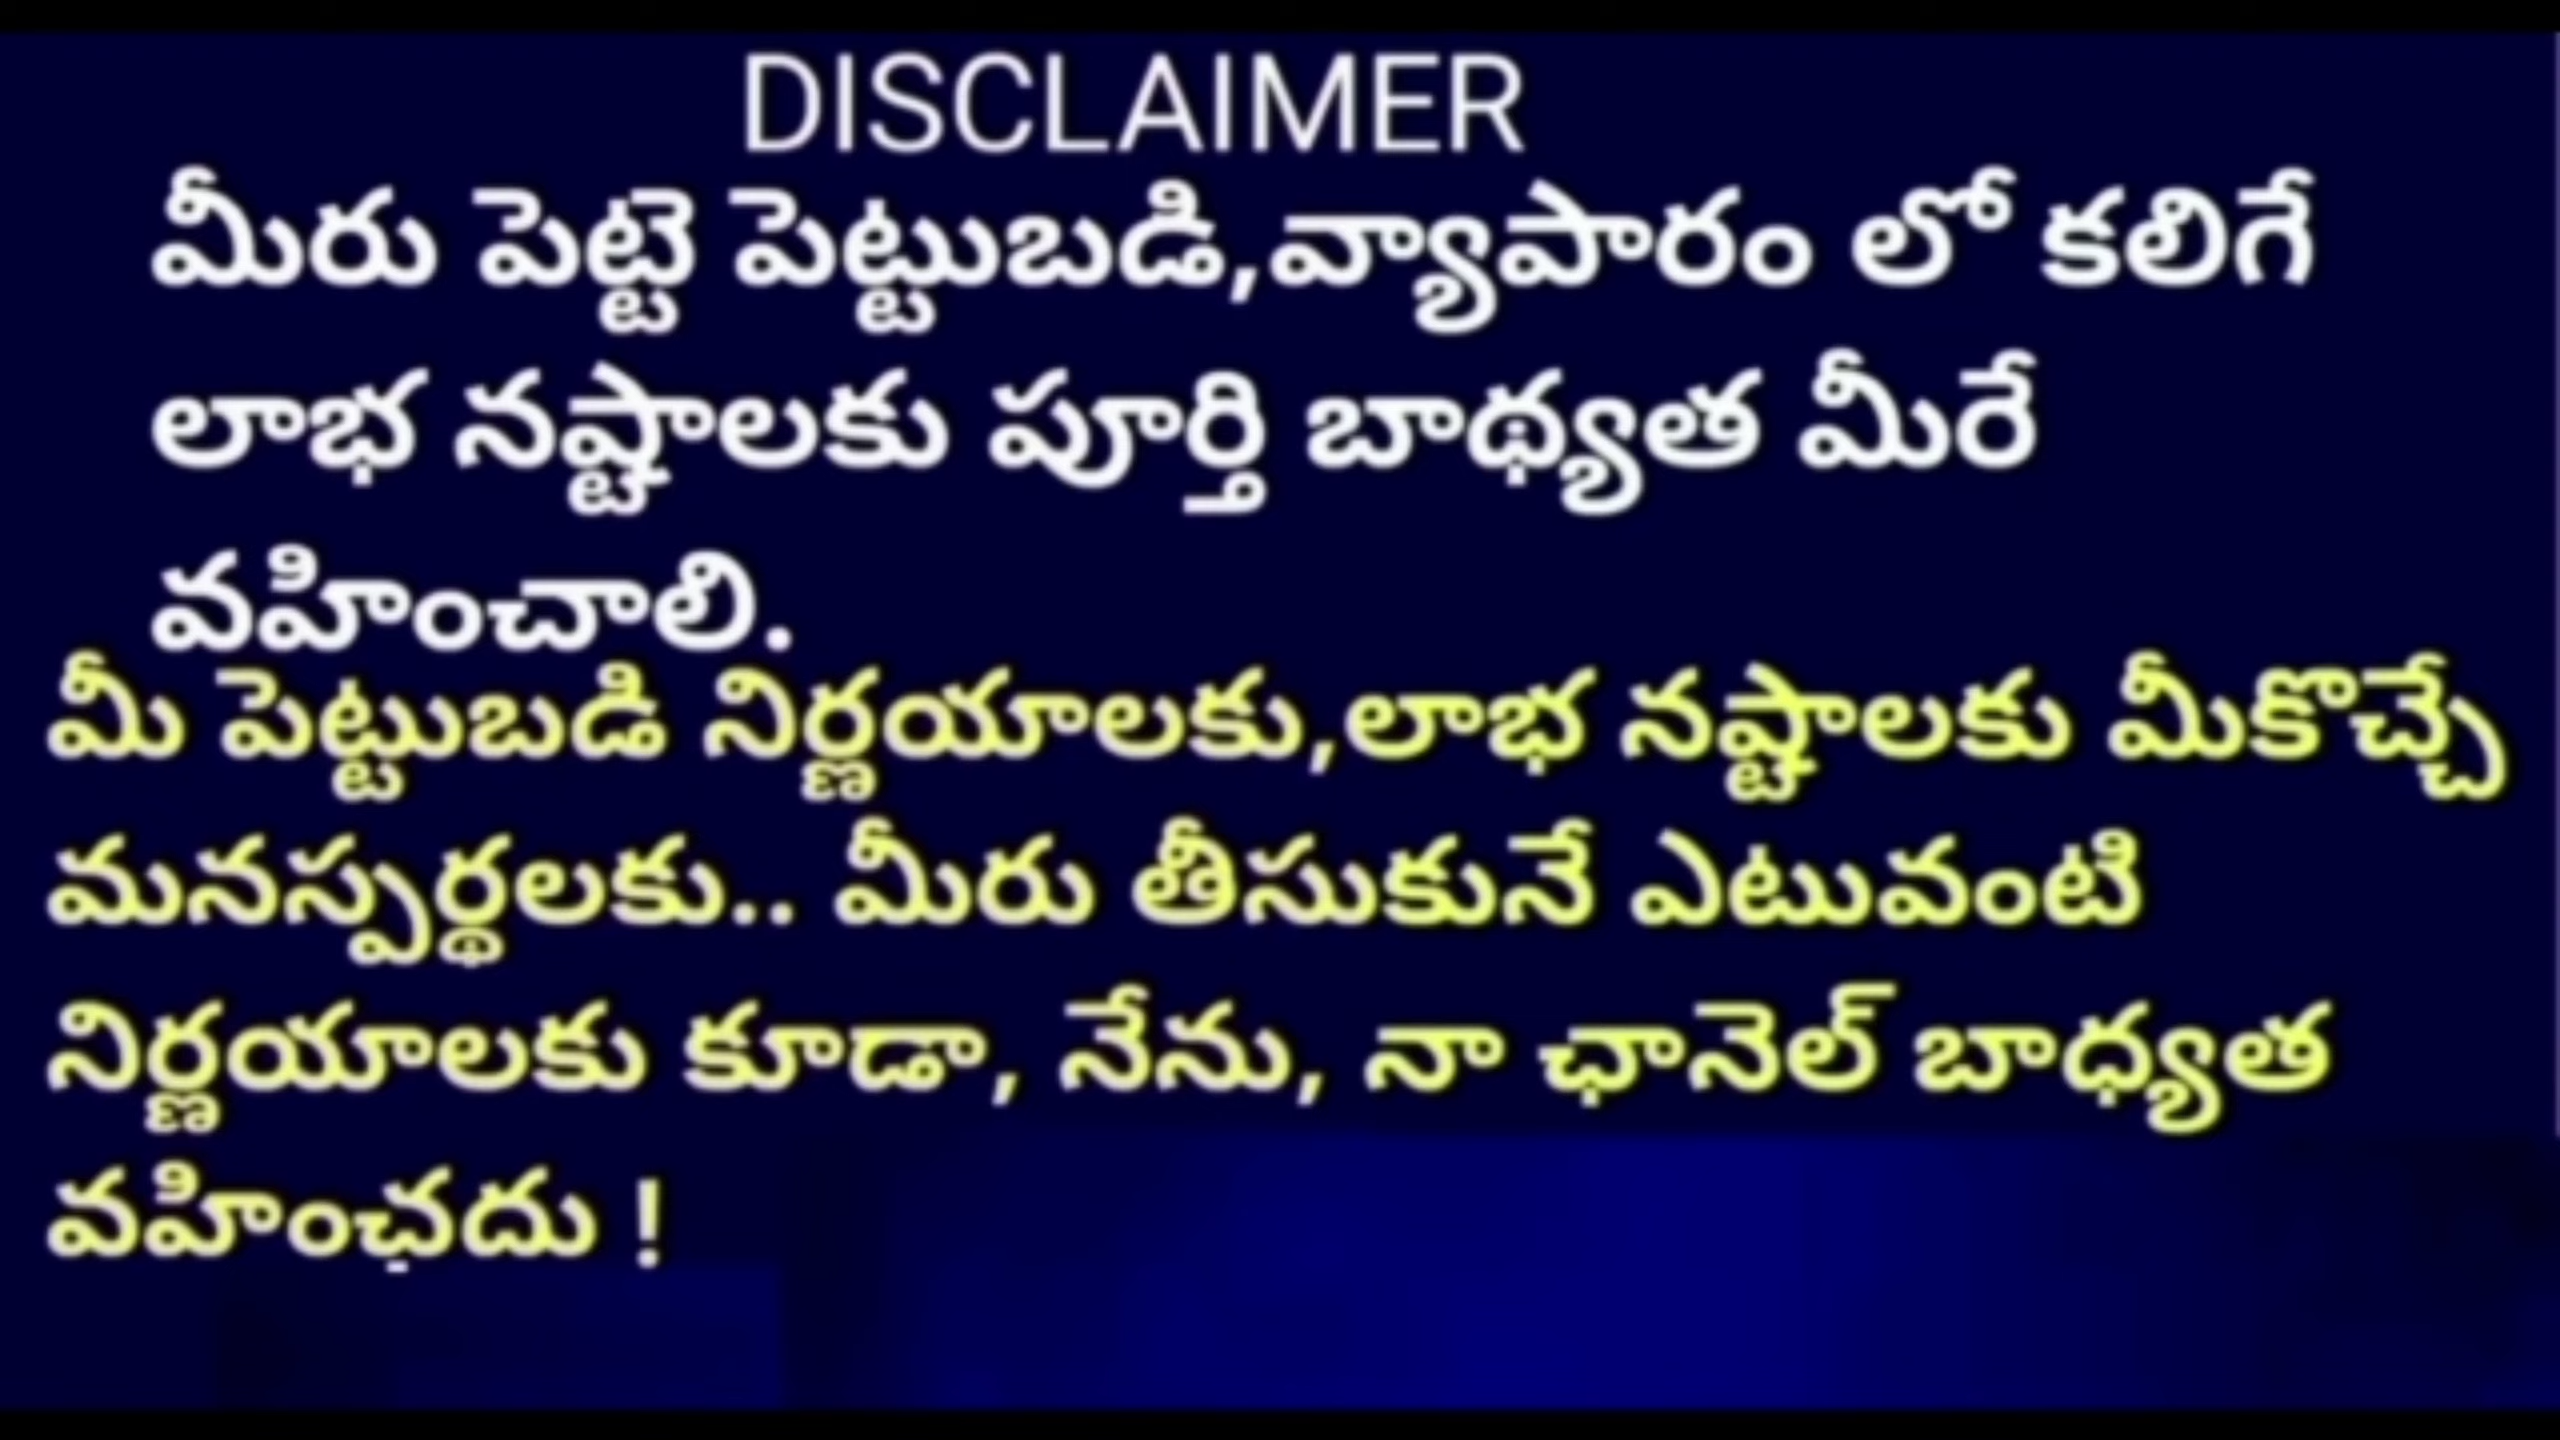 DISCLAIMER
మీరు పెట్టె పెట్టుబడి,వ్యాపారం లో కలిగే
లాభ నష్టాలకు పూర్తి బాథ్యత మీరే
వహించాలి.
మీ పెట్టుబడి నిర్ణయాలకు,లాభ నష్టాలకు మీకొచ్చే
మనస్పర్థలకు.. మీరు తీసుకునే ఎటువంటి
నిర్ణయాలకు కూడా, నేను, నా ఛానెల్ బాధ్యత
వహించదు !